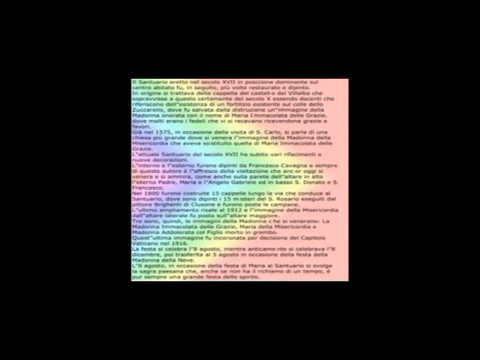 Il Santuario eretto nel secolo XVII in posizione dominante sul
centro abitato fu, in seguito, più volte restaurato e dipinto.
In origine si trattava della cappella del castello dei Villalba che
sopravvisse a questo certamente del secolo X essendo docenti che
riferiscono dell"esistenza di un fortilizio esistente sul colle dello
Zuccarello, dove fu salvata dalla distruzione un"immagine della
Madonna onorata con il nome di Maria Immacolata delle Grazie,
dove molti erano i fedeli che vi si recavano ricevendone grazie e
favori.
Già nel 1575, in occasione della visita di S. Carlo, si parla di una
chiesa più grande dove si venera l"immagine della Madonna della
Misericordia che aveva sostituito quella di Maria Immacolata delle
Grazie.
L"attuale Santuario del secolo XVII ha subito vari rifacimenti e
nuove decorazioni.
L"interno e l"esterno furono dipinti da Francesco Cavagna e sempre
di questo autore è l"affresco della visitazione che ancor oggi si
venera e si ammira, come anche sulla parete dell"altare in alto
l"eterno Padre, Maria e l"Angelo Gabriele ed in basso S. Donato e S.
Francesco.
Nel 1800 furono costruite 15 cappelle lungo la via che conduce al
Santuario, dove sono dipinti i 15 misteri del S. Rosario eseguiti dal
pittore Brighenti di Clusone e furono poste le campane.
L"ultimo ampliamento risale al 1912 e l"immagine della Misericordia
dall"altare laterale fu posto sull"altare maggiore.
Tre sono, quindi, le immagini della Madonna che si venerano: La
Madonna Immacolata delle Grazie, Maria della Misericordia e
Madonna Addolorata col Figlio morto in grembo.
Quest"ultima immagine fu incoronata per decisione del Capitolo
Vaticano nel 1916.
La festa si celebra l"8 agosto, mentre anticamente si celebrava l"8
dicembre, poi trasferita al 5 agosto in occasione della festa della
Madonna della Neve.
L"8 agosto, in occasione della festa di Maria al Santuario si svolge
la sagra paesana che, anche se non ha il richiamo di un tempo, è
pur sempre una grande festa dello spirito.